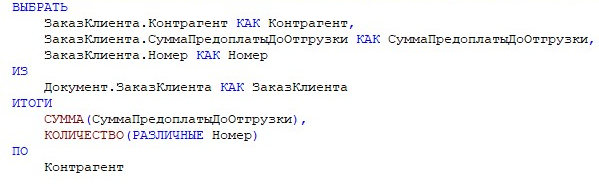 ВЫБРАТЬ
ЗаказКлиента.Контрагент КАК Контрагент,
ЗаказКлиента.СуммаПредоплатыДоОтгрузки КАК СуммаПредоплатыДоОтгрузки,
ЗаказКлиента.Номер КАК Номер
ИЗ
Документ.ЗаказКлиента КАК ЗаказКлиента
ИТОГИ
СУММА(СуммаПредоплатыДоОтгрузки),
КОЛИЧЕСТВО(РАЗЛИЧНЫЕ Номер)
ПО
Контрагент